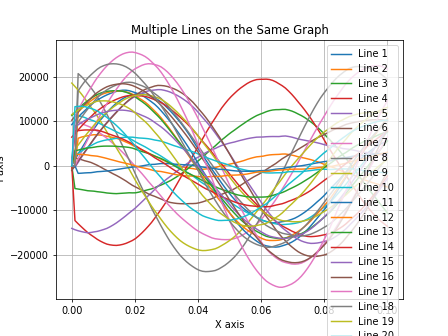 Multiple Lines on the Same Graph
20000
10000
0
−10000
−20000
0.00
0.02
0.04
0.06
X axis
Line 1
Line 2
Line 3
Line 4
Line 5
Line 6
Line 7
Line 8
Line 9
Line 10
Line 11
Line 12
Line 13
Line 14
Line 15
Line 16
Line 17
Line 18
Line 19
Line 20